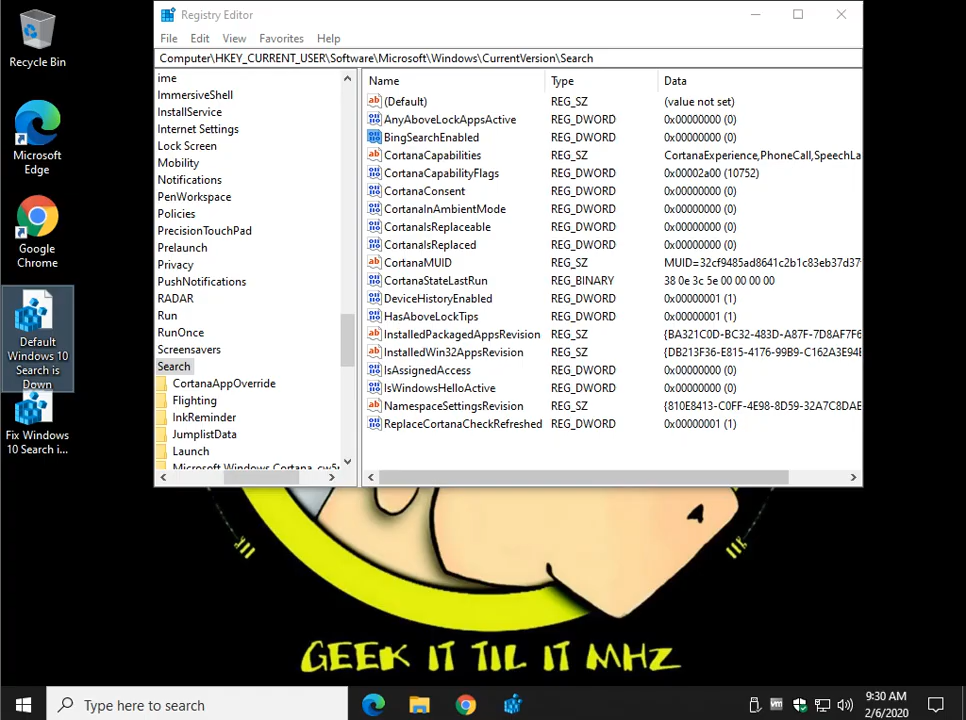 Recycle Bin
Microsoft
Edge
Google
Chrome
Default
Windows 10
Search is
Down
Fix Windows
10 Search i...
Registry Editor
File Edit View Favorites Help
Computer\HKEY_CURRENT_USER\Software\Microsoft\Windows\CurrentVersion\Search
ime
ImmersiveShell
InstallService
Internet Settings
Lock Screen
Mobility
Notifications
PenWorkspace
Policies
PrecisionTouchPad
Prelaunch
Privacy
PushNotifications
RADAR
Run
RunOnce
Screensavers
Search
CortanaAppOverride
Flighting
InkReminder
JumplistData
Launch
Name Type Data
(Default) REG_SZ (value not set)
AnyAboveLockAppsActive REG_DWORD 0x00000000 (0)
BingSearchEnabled REG_DWORD 0x00000000 (0)
CortanaCapabilities REG_SZ CortanaExperience,PhoneCall,SpeechLa
CortanaCapabilityFlags REG_DWORD 0x00002a00 (10752)
CortanaConsent REG_DWORD 0x00000000 (0)
CortanaInAmbientMode REG_DWORD 0x00000000 (0)
CortanaIsReplaceable REG_DWORD 0x00000000 (0)
CortanaIsReplaced REG_DWORD 0x00000000 (0)
CortanaMUID REG_SZ MUID=32cf9485ad8641c2b1c83eb37d37
CortanaStateLastRun REG_BINARY 38 0e 3c 5e 00 00 00 00
DeviceHistoryEnabled REG_DWORD 0x00000001 (1)
HasAboveLockTips REG_DWORD 0x00000001 (1)
InstalledPackagedAppsRevision REG_SZ {BA321C0D-BC32-483D-A87F-7D8AF7F6
InstalledWin32AppsRevision REG_SZ {DB213F36-E815-4176-99B9-C162A3E94E
IsAssignedAccess REG_DWORD 0x00000000 (0)
IsWindowsHelloActive REG_DWORD 0x00000000 (0)
NamespaceSettingsRevision REG_SZ {810E8413-C0FF-4E98-8D59-32A7C8DAE
ReplaceCortanaCheckRefreshed REG_DWORD 0x00000001 (1)
GEEK IT TIL IT MHZ
Type here to search
vm
9:30 AM
2/6/2020